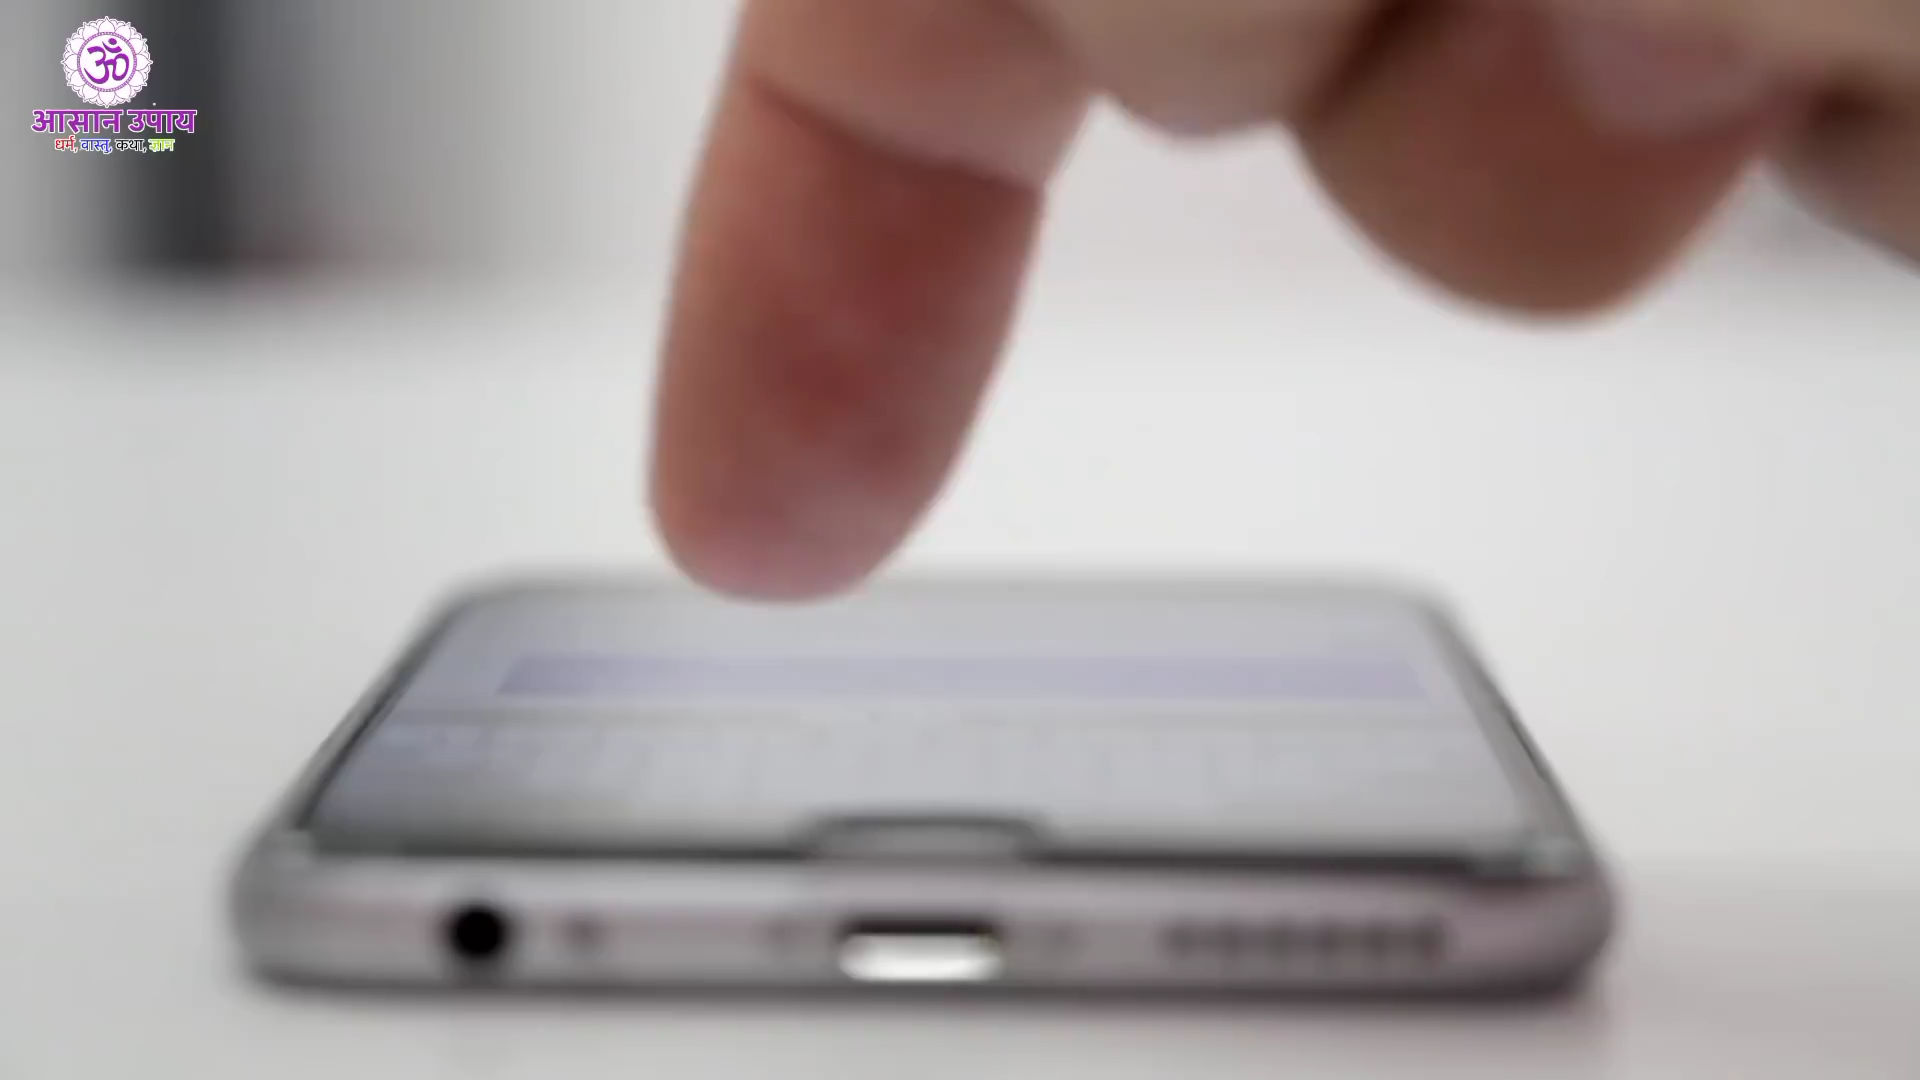 ॐ
आसान उपाय
धर्म, वास्तु, कथा, ज्ञान